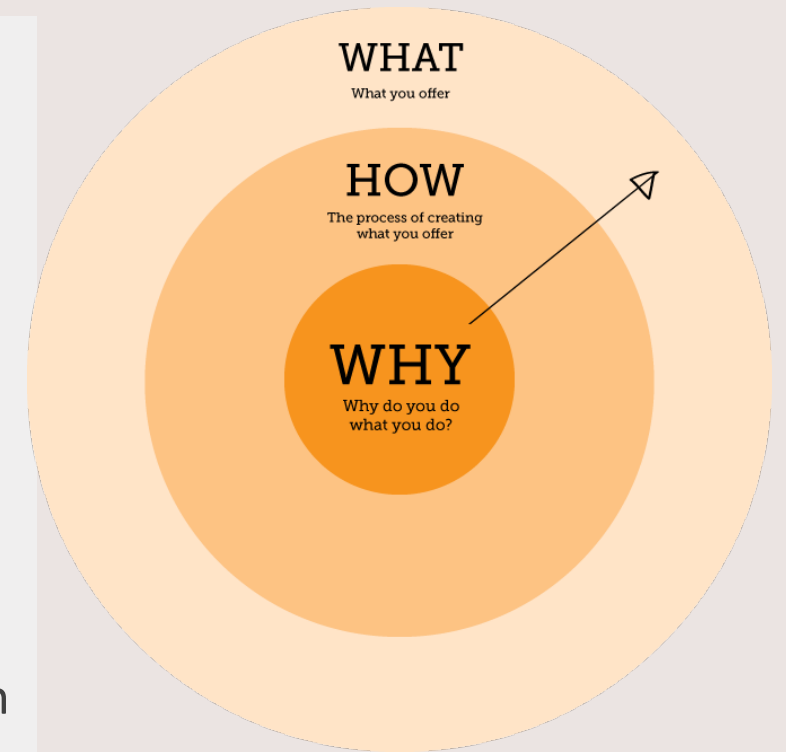 WHAT
What you offer
HOW
The process of creating
what you offer
WHY
Why do you do
what you do?